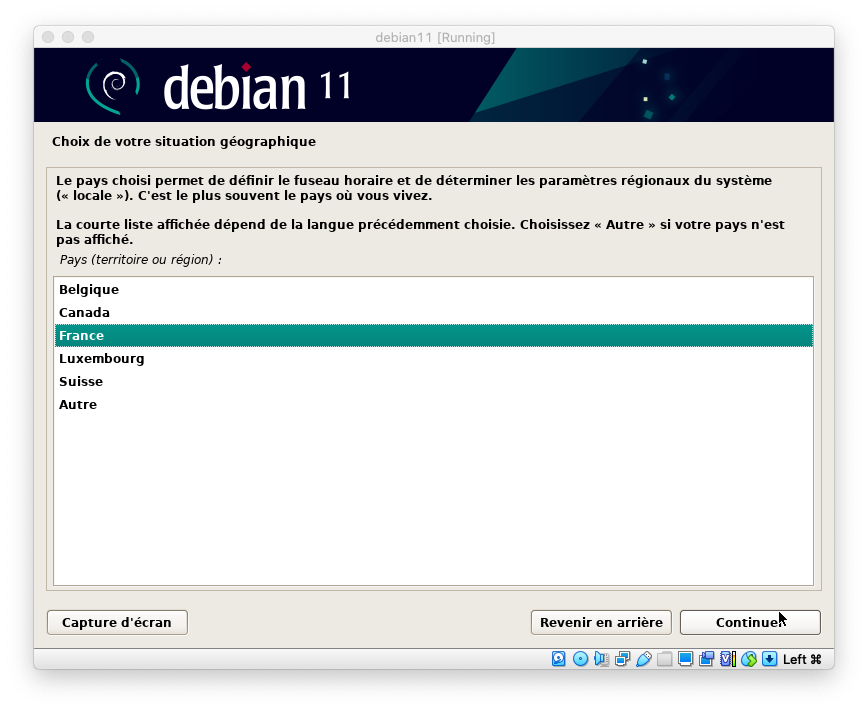 debian11 [Running]
debian 11
Choix de votre situation géographique
Le pays choisi permet de définir le fuseau horaire et de déterminer les paramètres régionaux du système
(« locale »). C'est le plus souvent le pays où vous vivez.
La courte liste affichée dépend de la langue précédemment choisie. Choisissez « Autre » si votre pays n'est
pas affiché.
Pays (territoire ou région) :
Belgique
Canada
France
Luxembourg
Suisse
Autre
Capture d'écran
Revenir en arrière
Continuer
Left ⌘